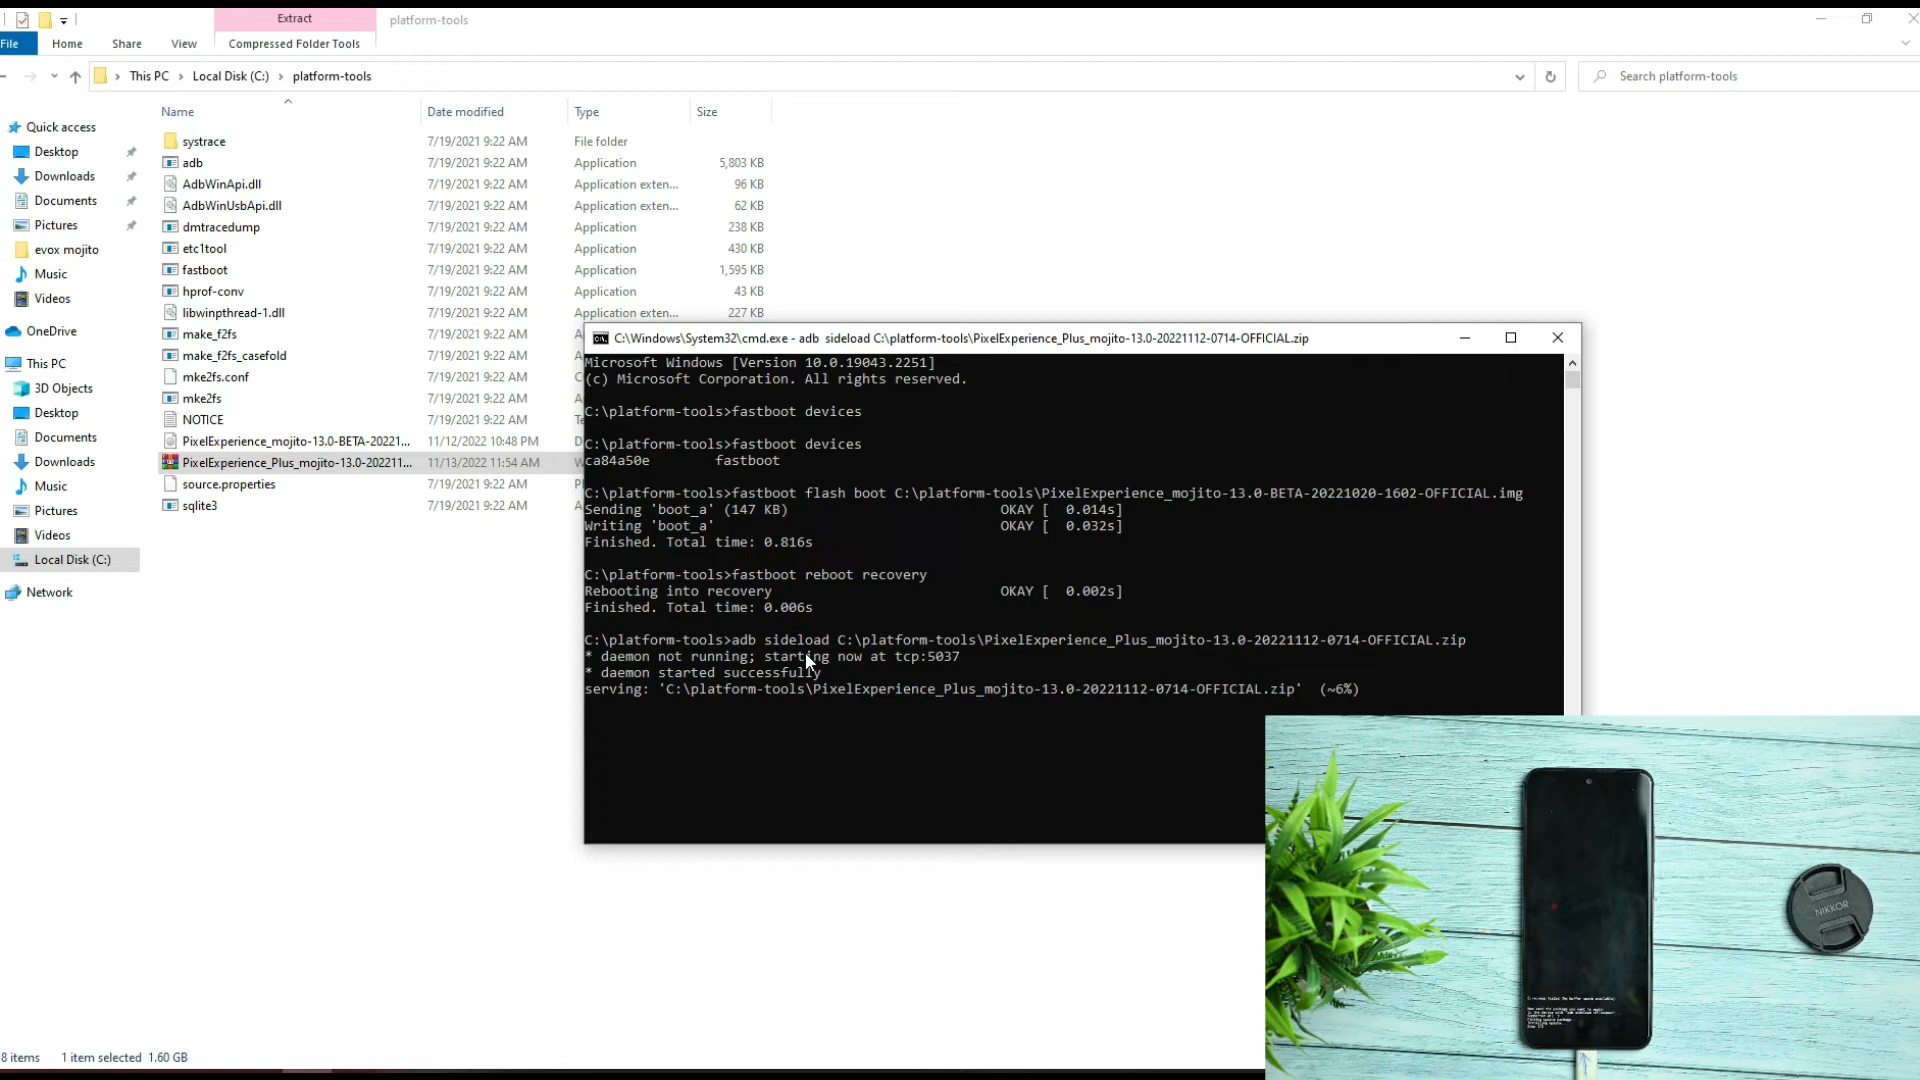 Extract
platform-tools
File
Home
Share
View
Compressed Folder Tools
This PC
Local Disk (C:)
platform-tools
Search platform-tools
Name
Date modified
Type
Size
Quick access
Desktop
Downloads
Documents
Pictures
evox mojito
Music
Videos
OneDrive
This PC
3D Objects
Desktop
Documents
Downloads
Music
Pictures
Videos
Local Disk (C:)
Network
systrace 7/19/2021 9:22 AM File folder
adb 7/19/2021 9:22 AM Application 5,803 KB
AdbWinApi.dll 7/19/2021 9:22 AM Application exten... 96 KB
AdbWinUsbApi.dll 7/19/2021 9:22 AM Application exten... 62 KB
dmtracedump 7/19/2021 9:22 AM Application 238 KB
etc1tool 7/19/2021 9:22 AM Application 430 KB
fastboot 7/19/2021 9:22 AM Application 1,595 KB
hprof-conv 7/19/2021 9:22 AM Application 43 KB
libwinpthread-1.dll 7/19/2021 9:22 AM Application exten... 227 KB
make_f2fs 7/19/2021 9:22 AM A
make_f2fs_casefold 7/19/2021 9:22 AM A
mke2fs.conf 7/19/2021 9:22 AM C
mke2fs 7/19/2021 9:22 AM A
NOTICE 7/19/2021 9:22 AM Te
PixelExperience_mojito-13.0-BETA-20221... 11/12/2022 10:48 PM D
PixelExperience_Plus_mojito-13.0-202211... 11/13/2022 11:54 AM W
source.properties 7/19/2021 9:22 AM P
sqlite3 7/19/2021 9:22 AM A
C:\Windows\System32\cmd.exe - adb  sideload C:\platform-tools\PixelExperience_Plus_mojito-13.0-20221112-0714-OFFICIAL.zip
Microsoft Windows [Version 10.0.19043.2251]
(c) Microsoft Corporation. All rights reserved.
C:\platform-tools>fastboot devices
C:\platform-tools>fastboot devices
ca84a50e        fastboot
C:\platform-tools>fastboot flash boot C:\platform-tools\PixelExperience_mojito-13.0-BETA-20221020-1602-OFFICIAL.img
Sending 'boot_a' (147 KB) OKAY [  0.014s]
Writing 'boot_a' OKAY [  0.032s]
Finished. Total time: 0.816s
C:\platform-tools>fastboot reboot recovery
Rebooting into recovery OKAY [  0.002s]
Finished. Total time: 0.006s
C:\platform-tools>adb sideload C:\platform-tools\PixelExperience_Plus_mojito-13.0-20221112-0714-OFFICIAL.zip
* daemon not running; starting now at tcp:5037
* daemon started successfully
serving: 'C:\platform-tools\PixelExperience_Plus_mojito-13.0-20221112-0714-OFFICIAL.zip'  (~6%)
NIKKOR
8 items
1 item selected  1.60 GB